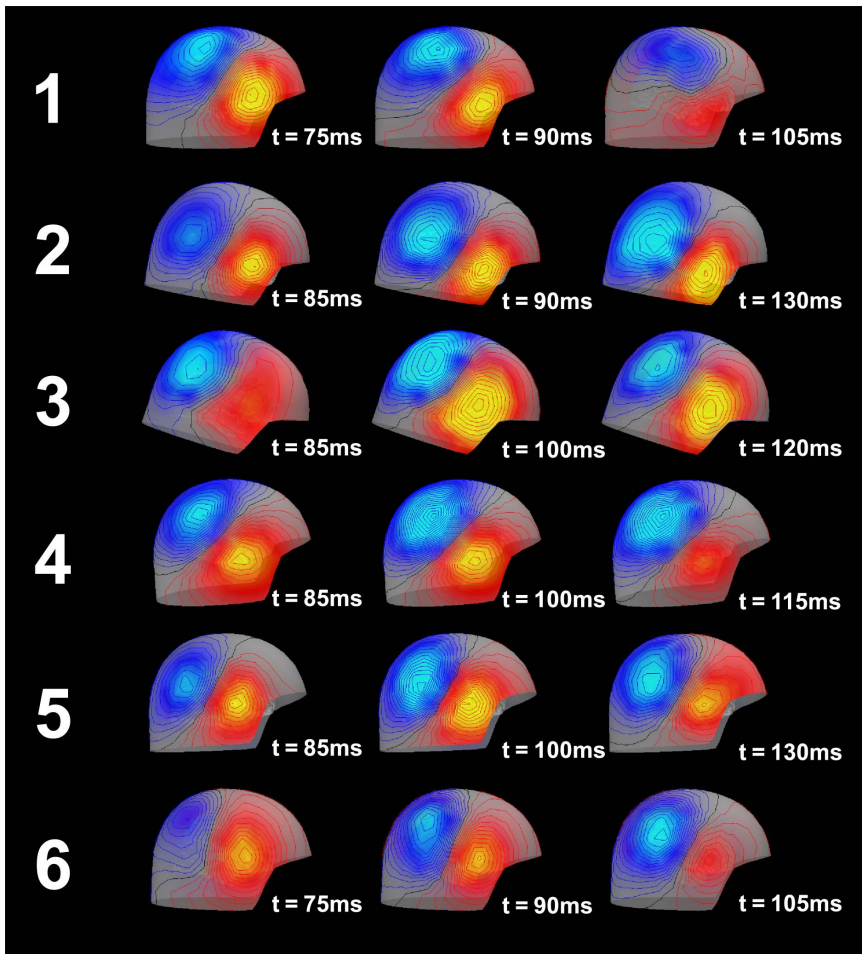 1
t = 75ms
t = 90ms
t = 105ms
2
t = 85ms
t = 90ms
t = 130ms
3
t = 85ms
t = 100ms
t = 120ms
4
t = 85ms
t = 100ms
t = 115ms
5
t = 85ms
t = 100ms
t = 130ms
6
t = 75ms
t = 90ms
t = 105ms